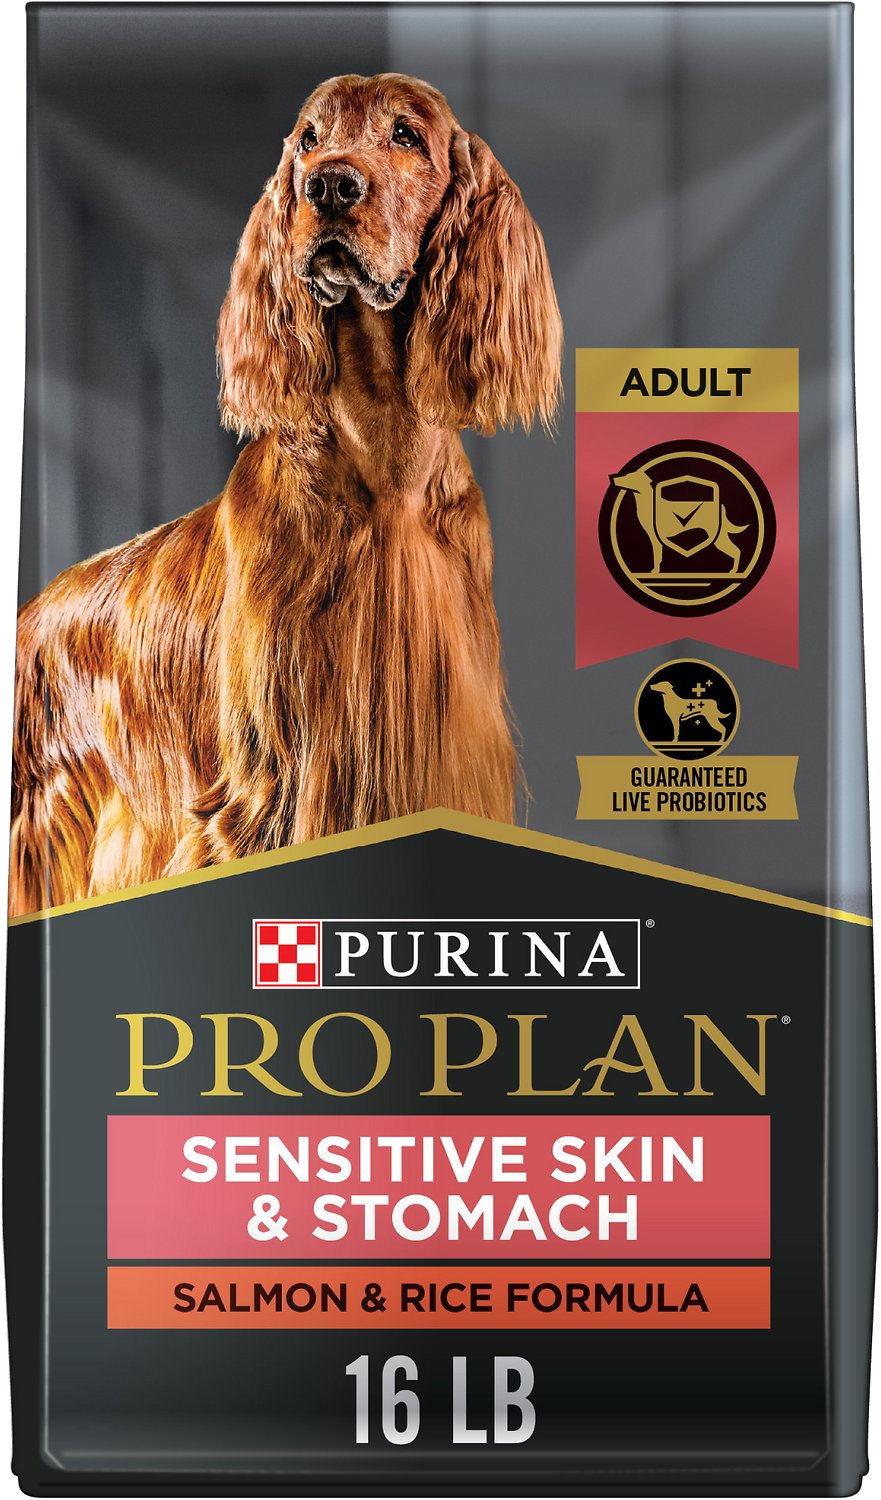 ADULT
GUARANTEED
LIVE PROBIOTICS
PURINA®
PRO PLAN®
SENSITIVE SKIN
& STOMACH
SALMON & RICE FORMULA
16 LB